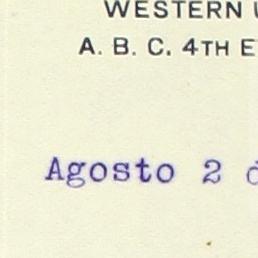 WESTERN
A. B. C. 4TH
Agosto 2